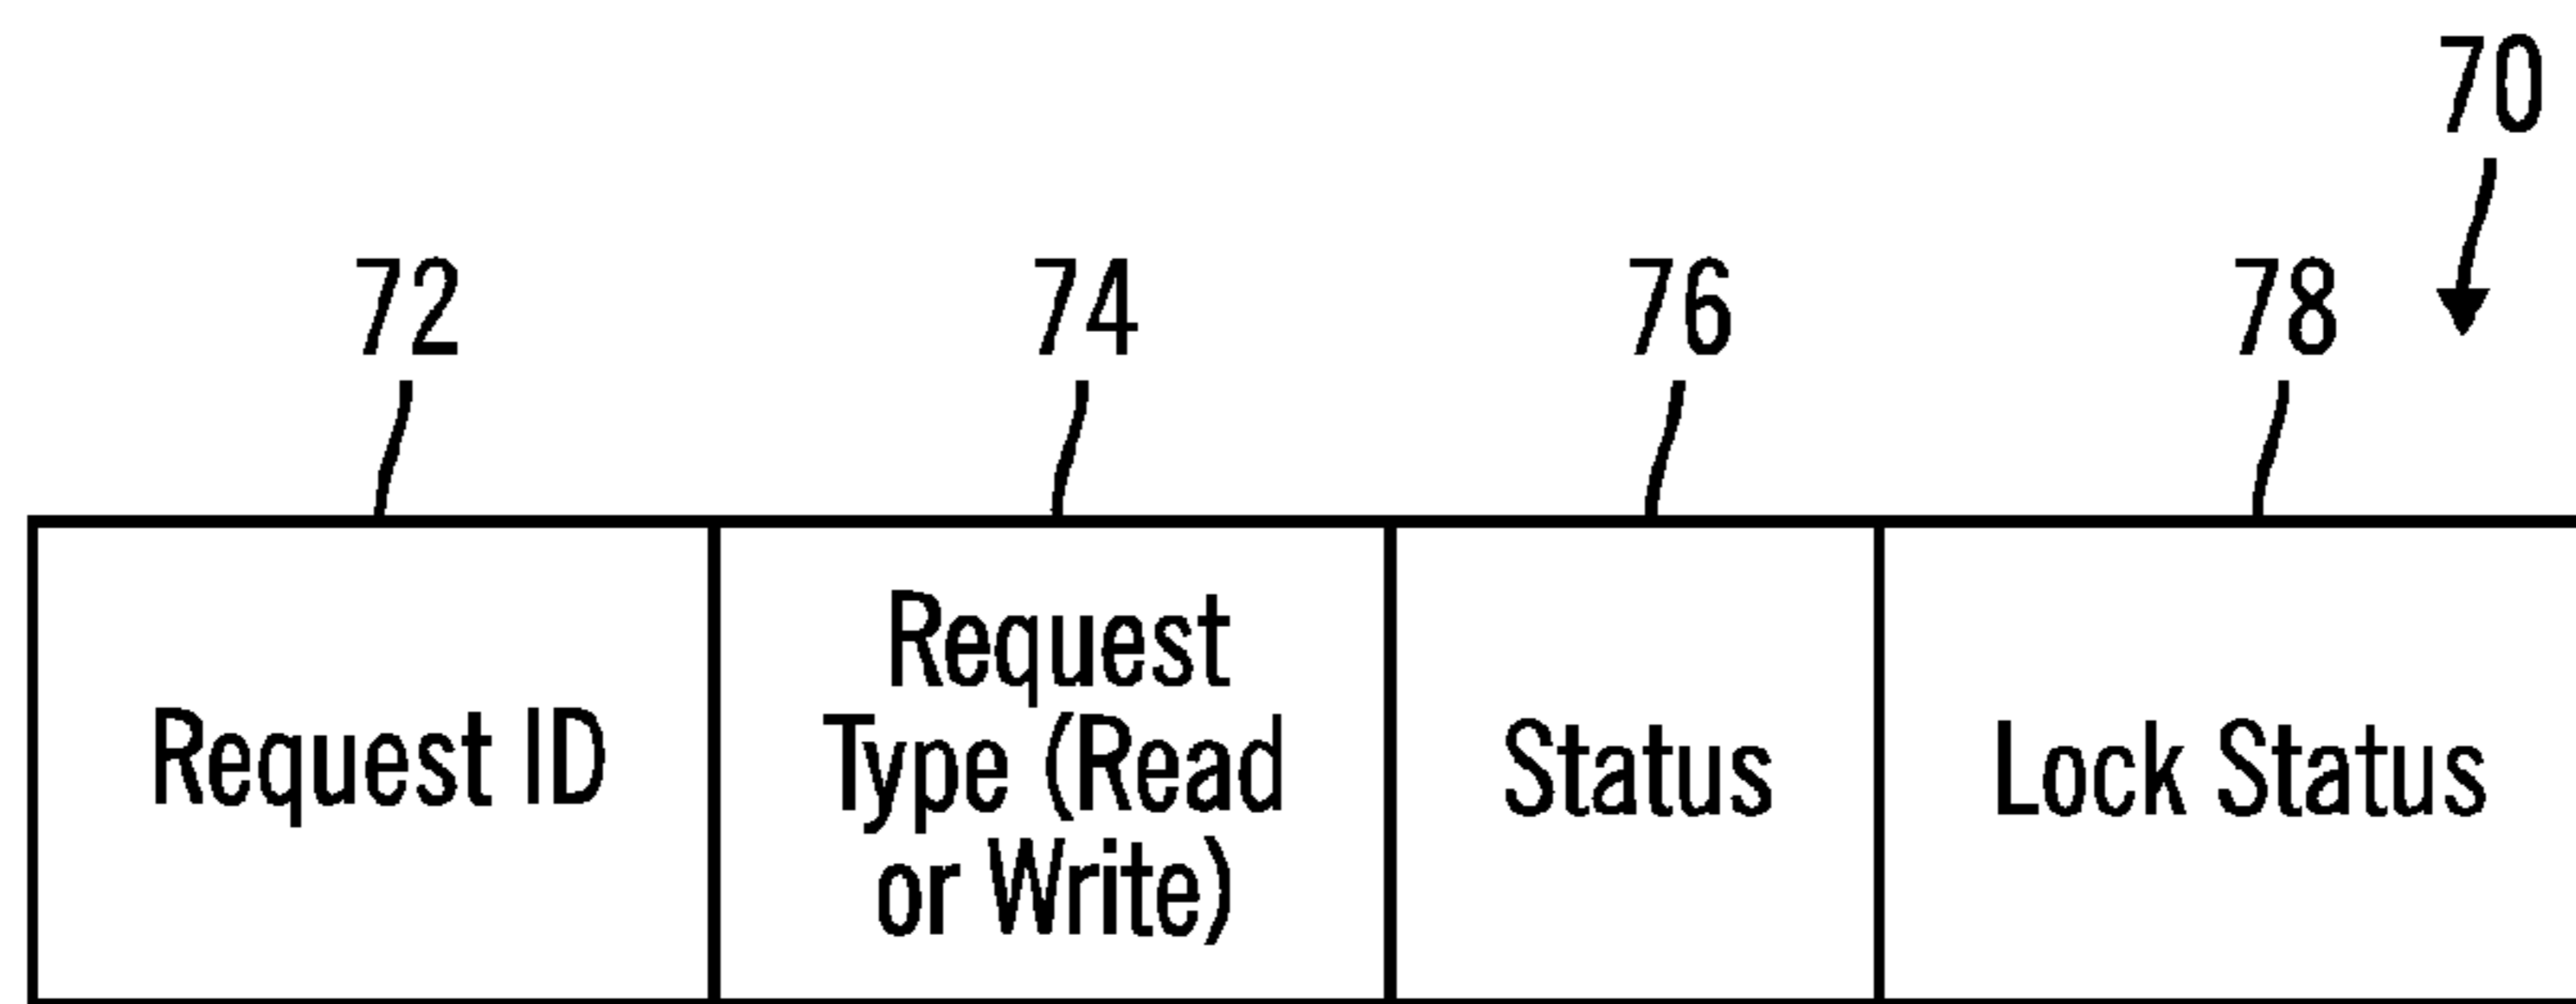 70
72
74
76
78
Request ID
Request
Type (Read
or Write)
Status
Lock Status